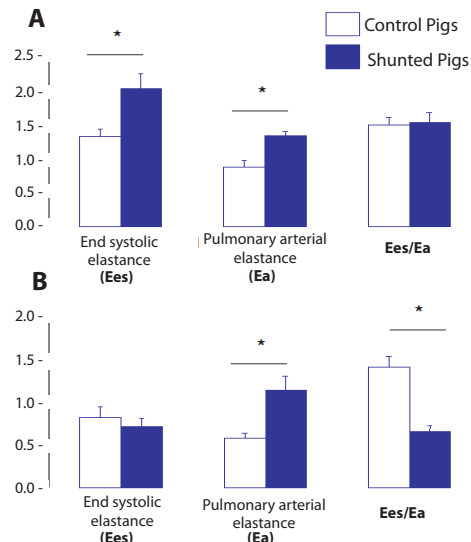 A
Control Pigs
Shunted Pigs
*
*
2.5 -
2.0 -
1.5 -
1.0 -
0.5 -
0.0 -
End systolic
elastance
(Ees)
Pulmonary arterial
elastance
(Ea)
Ees/Ea
B
*
*
2.0 -
1.5 -
1.0 -
0.5 -
0.0 -
End systolic
elastance
(Ees)
Pulmonary arterial
elastance
(Ea)
Ees/Ea